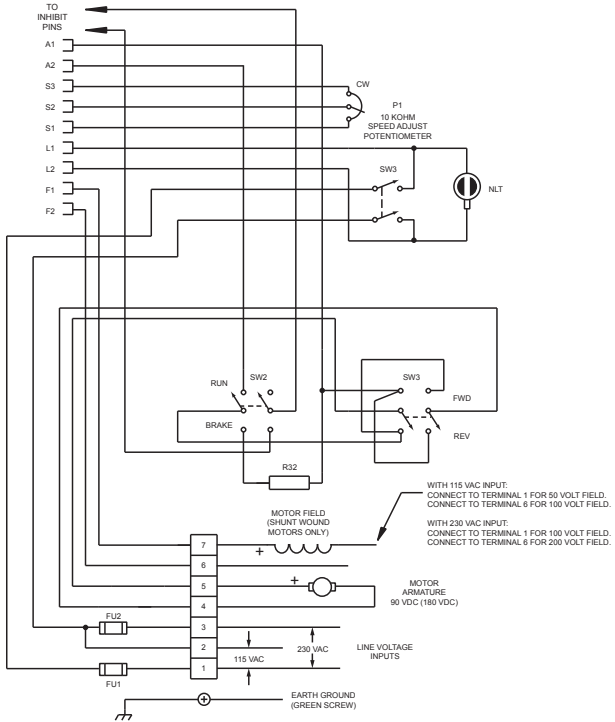 TO
INHIBIT
PINS
A1
A2
S3
S2
S1
L1
L2
F1
F2
CW
P1
10 KOHM
SPEED ADJUST
POTENTIOMETER
SW3
NLT
RUN
SW2
BRAKE
SW3
FWD
REV
R32
WITH 115 VAC INPUT:
CONNECT TO TERMINAL 1 FOR 50 VOLT FIELD.
CONNECT TO TERMINAL 6 FOR 100 VOLT FIELD.
WITH 230 VAC INPUT:
CONNECT TO TERMINAL 1 FOR 100 VOLT FIELD.
CONNECT TO TERMINAL 6 FOR 200 VOLT FIELD.
MOTOR FIELD
(SHUNT WOUND
MOTORS ONLY)
7
+
6
5
+
MOTOR
ARMATURE
90 VDC (180 VDC)
4
FU2
3
2
1
115 VAC
230 VAC
LINE VOLTAGE
INPUTS
FU1
EARTH GROUND
(GREEN SCREW)